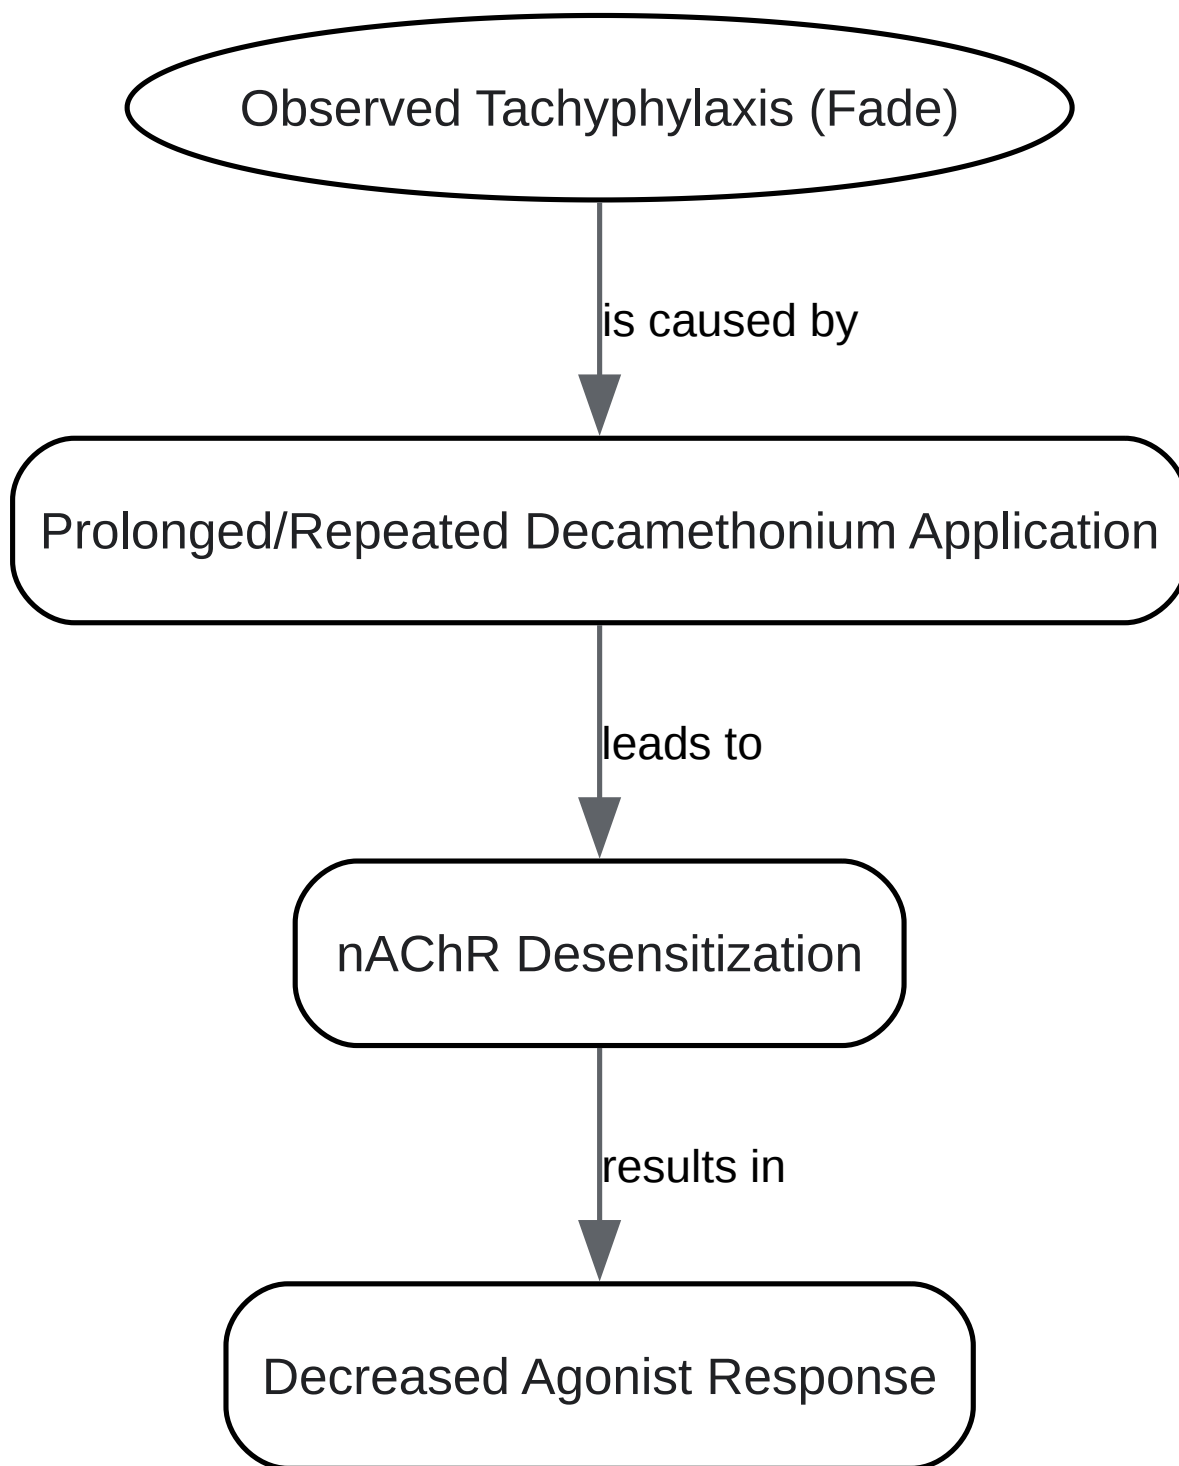 Observed Tachyphylaxis (Fade)
is caused by
Prolonged/Repeated Decamethonium Application
leads to
nAChR Desensitization
results in
Decreased Agonist Response